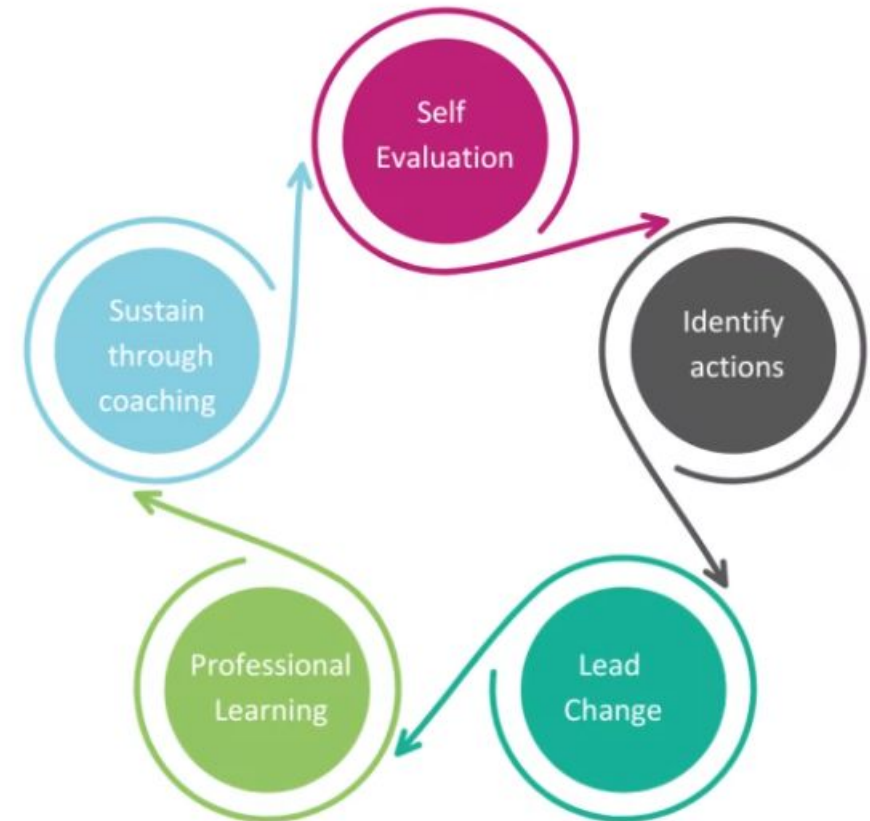 Self
Evaluation
Identify
actions
Lead
Change
Professional
Learning
Sustain
through
coaching